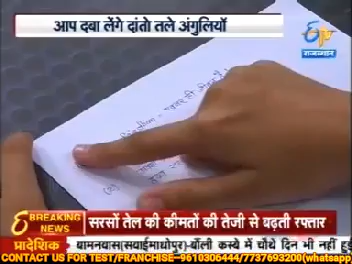 आप दबा लेंगे दांतो तले अंगुलियाँ
राजस्थान
BREAKING NEWS
सरसों तेल की कीमतों की तेजी से बढ़ती रफ्तार
प्रादेशिक
बामनवास(सवाईमाधोपुर)-बौंली कस्बे में चौथे दिन भी नहीं हुई
CONTACT US FOR TEST/FRANCHISE--9610306444/7737693200(whatsapp)